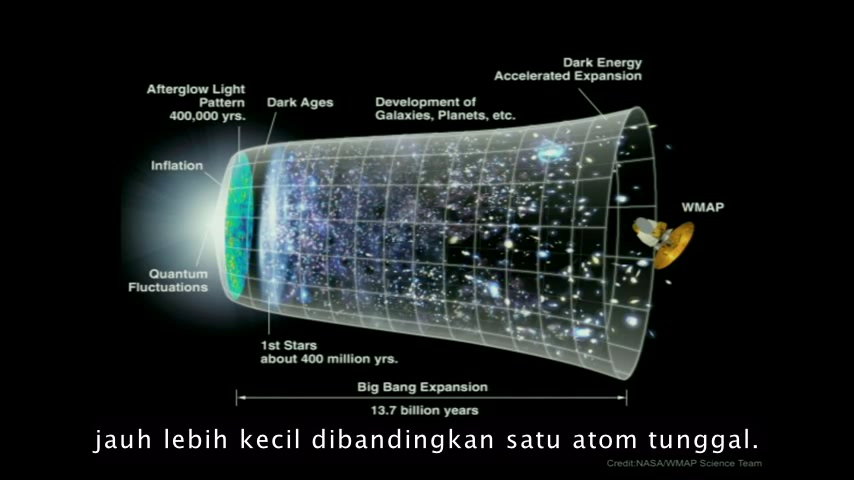 Dark Energy
Accelerated Expansion
Afterglow Light
Pattern
400,000 yrs.
Dark Ages
Development of
Galaxies, Planets, etc.
Inflation
WMAP
Quantum
Fluctuations
1st Stars
about 400 million yrs.
Big Bang Expansion
13.7 billion years
jauh lebih kecil dibandingkan satu atom tunggal.
Credit:NASA/WMAP Science Team